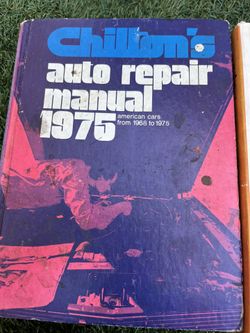 Chilton's
auto repair
manual
1975
american cars
from 1968 to 1975